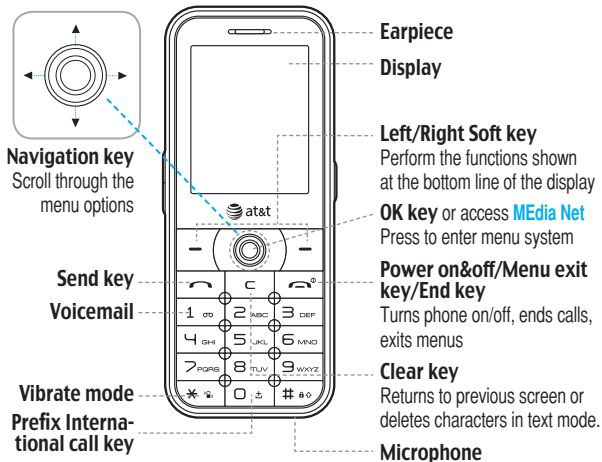 Earpiece
Display
Left/Right Soft key
Perform the functions shown
at the bottom line of the display
OK key or access MEdia Net
Press to enter menu system
Power on&off/Menu exit
key/End key
Turns phone on/off, ends calls,
exits menus
Clear key
Returns to previous screen or
deletes characters in text mode.
Microphone
Navigation key
Scroll through the
menu options
Send key
Voicemail
Vibrate mode
Prefix Interna-
tional call key
at&t
C
1 2 ABC 3 DEF
4 GHI 5 JKL 6 MNO
7 PQRS 8 TUV 9 WXYZ
* 0 #